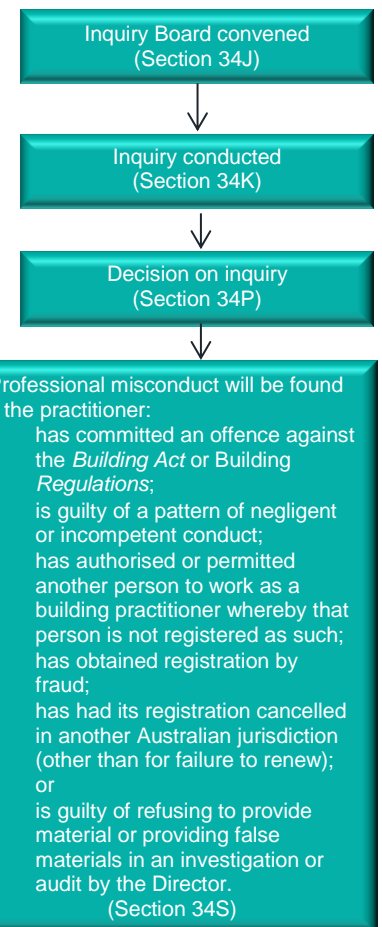 Inquiry Board convened
(Section 34J)
Inquiry conducted
(Section 34K)
Decision on inquiry
(Section 34P)
Professional misconduct will be found
the practitioner:
has committed an offence against
the Building Act or Building
Regulations;
is guilty of a pattern of negligent
or incompetent conduct;
has authorised or permitted
another person to work as a
building practitioner whereby that
person is not registered as such;
has obtained registration by
fraud;
has had its registration cancelled
in another Australian jurisdiction
(other than for failure to renew);
or
is guilty of refusing to provide
material or providing false
materials in an investigation or
audit by the Director.
(Section 34S)